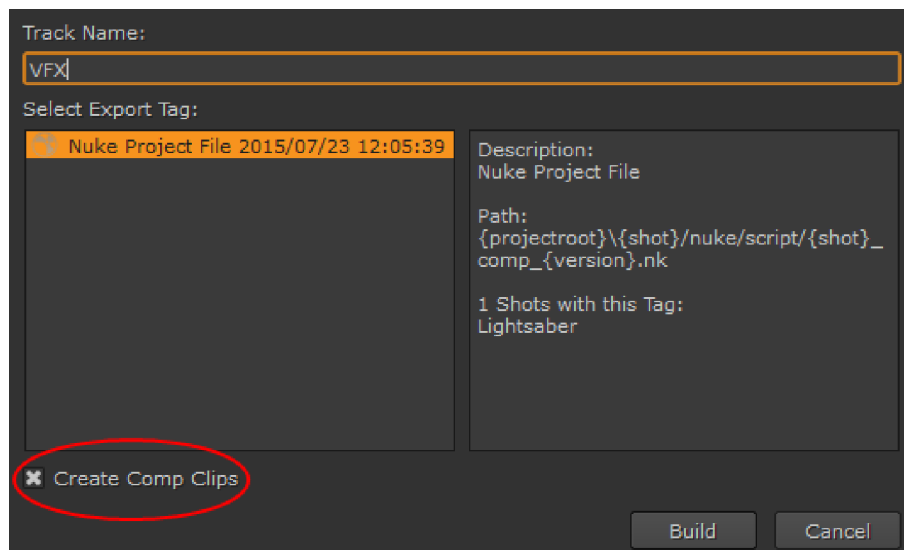 Track Name:
VFX
Select Export Tag:
Nuke Project File 2015/07/23 12:05:39
Description:
Nuke Project File
Path:
{projectroot}\{shot}/nuke/script/{shot}_
comp_{version}.nk
1 Shots with this Tag:
Lightsaber
Create Comp Clips
Build
Cancel